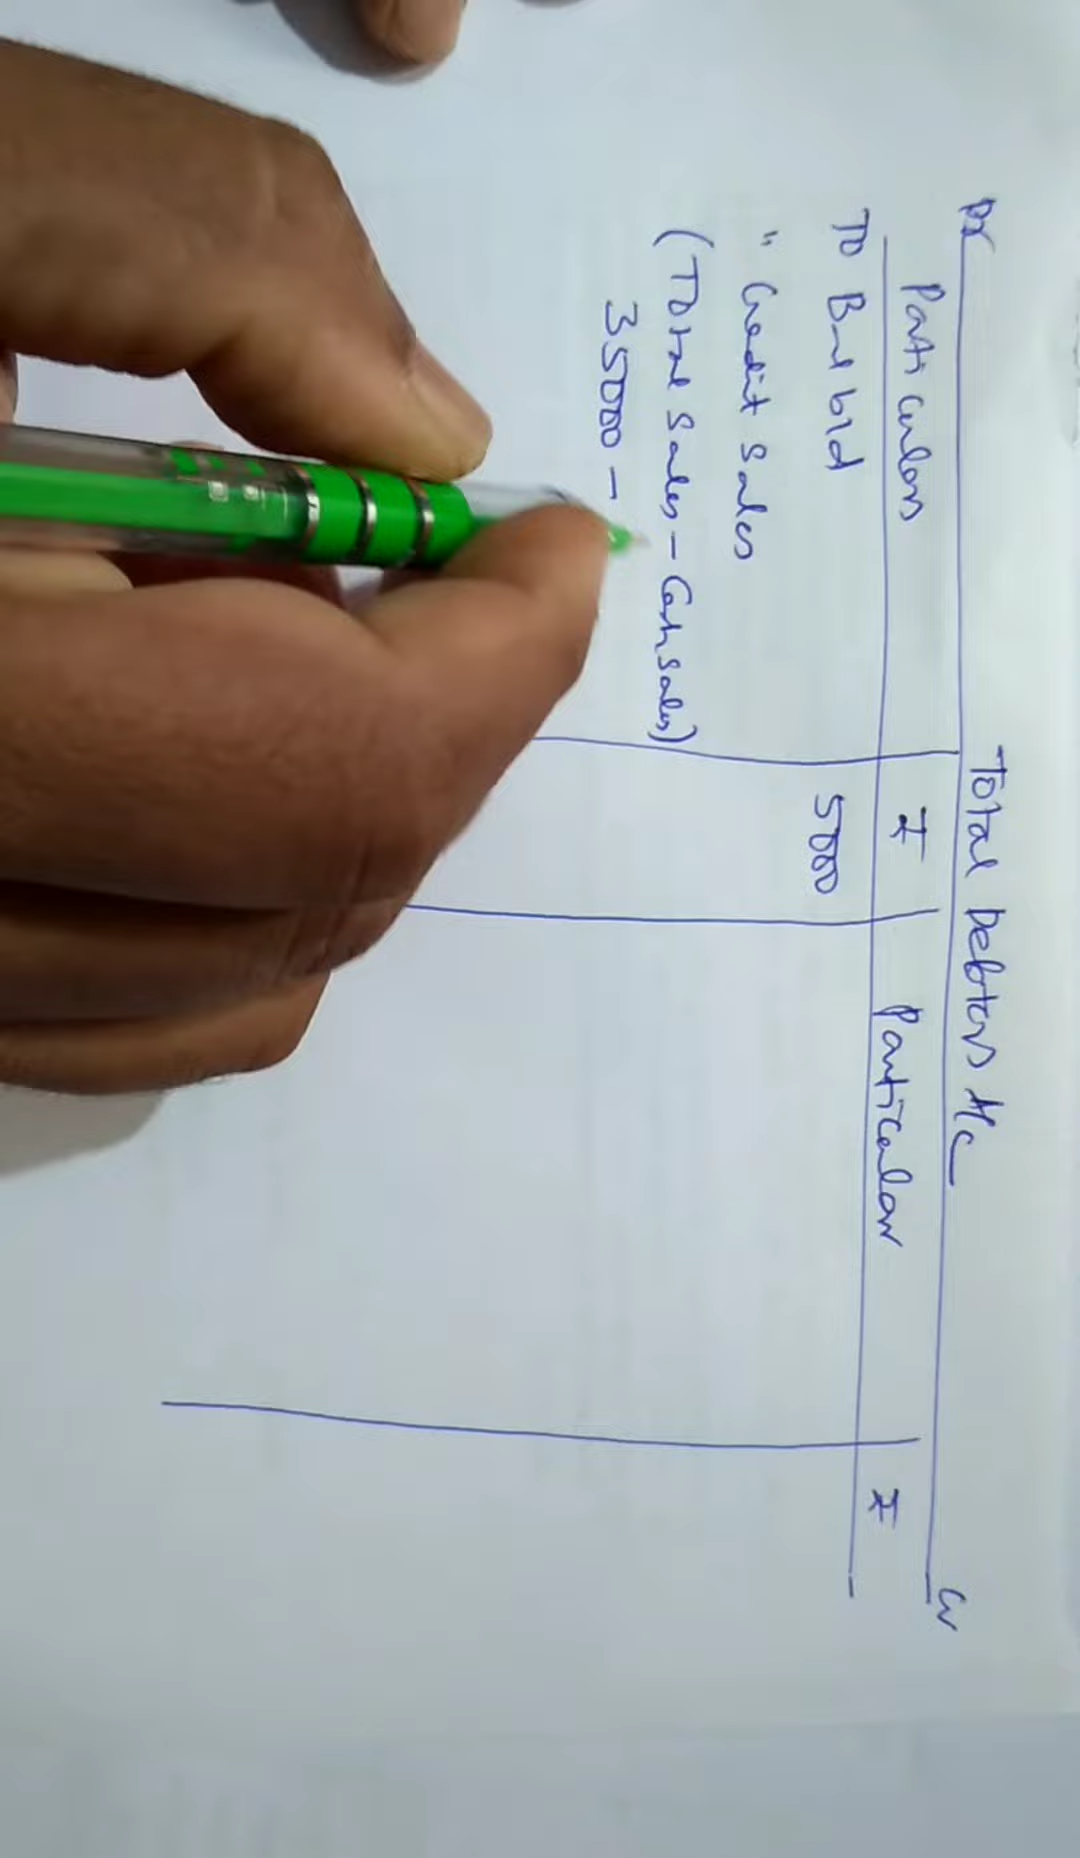 Total Debtors A/c
Dr Cr
Particulars ₹ Particular ₹
To Bal b/d 5000
" Credit Sales
(Total Sales - Cash Sales)
35000 -